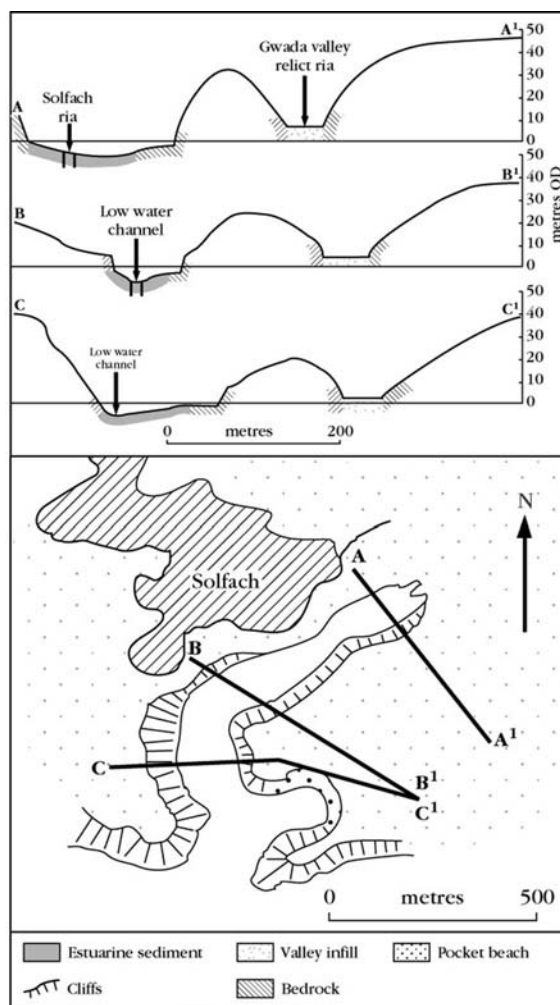 A
A¹
Solfach
ria
Gwada valley
relict ria
50
40
30
20
10
0
B
B¹
Low water
channel
50
40
30
20
10
0
metres OD
C
C¹
Low water
channel
50
40
30
20
10
0
0 metres 200
N
Solfach
A
B
C
A¹
B¹
C¹
0 500
metres
Estuarine sediment
Valley infill
Pocket beach
Cliffs
Bedrock